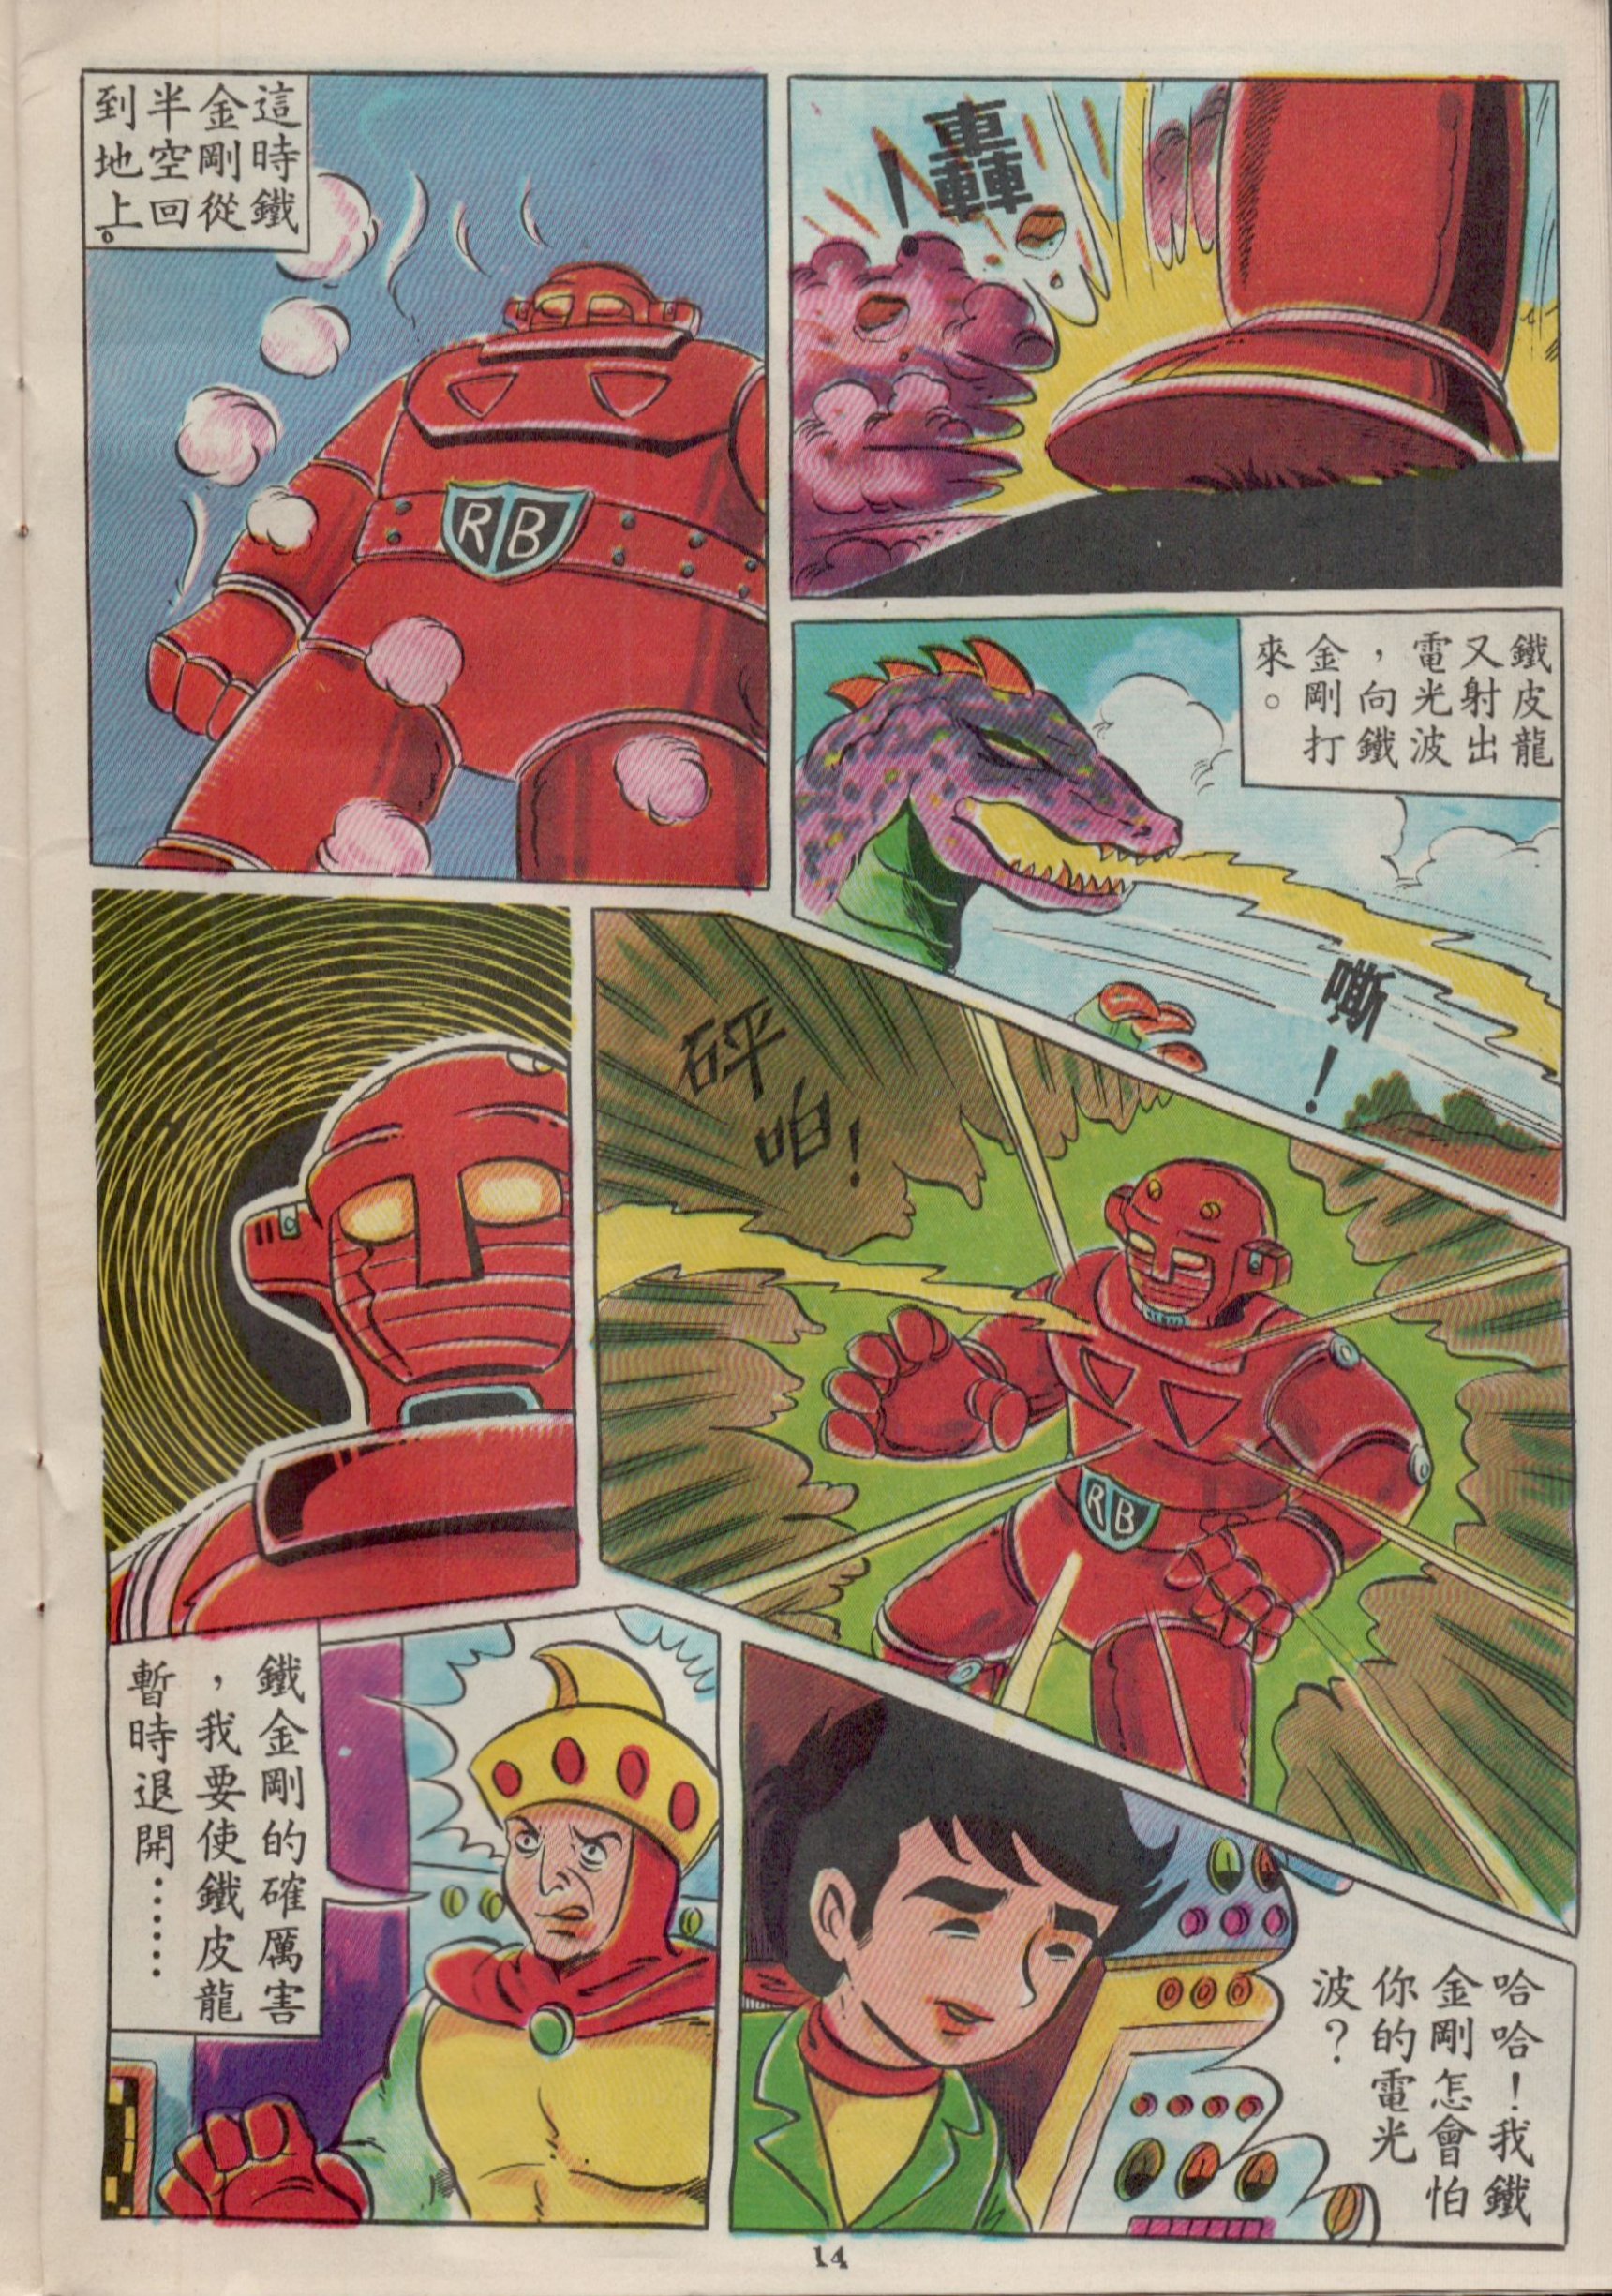 轟!
這時鐵
金剛從
半空回
到地上。
RB
鐵皮龍
又射出
電光波
，向鐵
金剛打
來。
嘶!
砰
啪!
RB
哈哈！我鐵
金剛怎會怕
你的電光
波？
鐵金剛的確厲害
，我要使鐵皮龍
暫時退開……
14